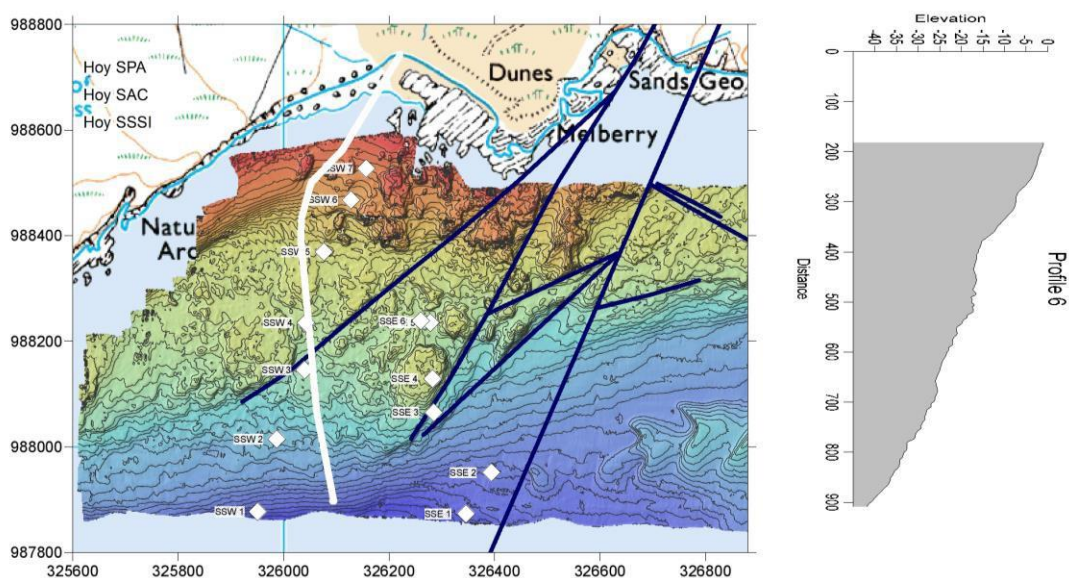 988800
988600
988400
988200
988000
987800
325600
325800
326000
326200
326400
326600
326800
Hoy SPA
Hoy SAC
Hoy SSSI
of
ss
Dunes
Sands Geo
Melberry
Natu
Arc
SSW 7
SSW 6
5
SSW 4
SSW 3
SSW 2
SSW 1
SSE 6
5
SSE 4
SSE 3
SSE 2
SSE 1
Elevation
-40
-35
-30
-25
-20
-15
-10
-5
0
0
100
200
300
400
500
600
700
800
900
Distance
Profile 6